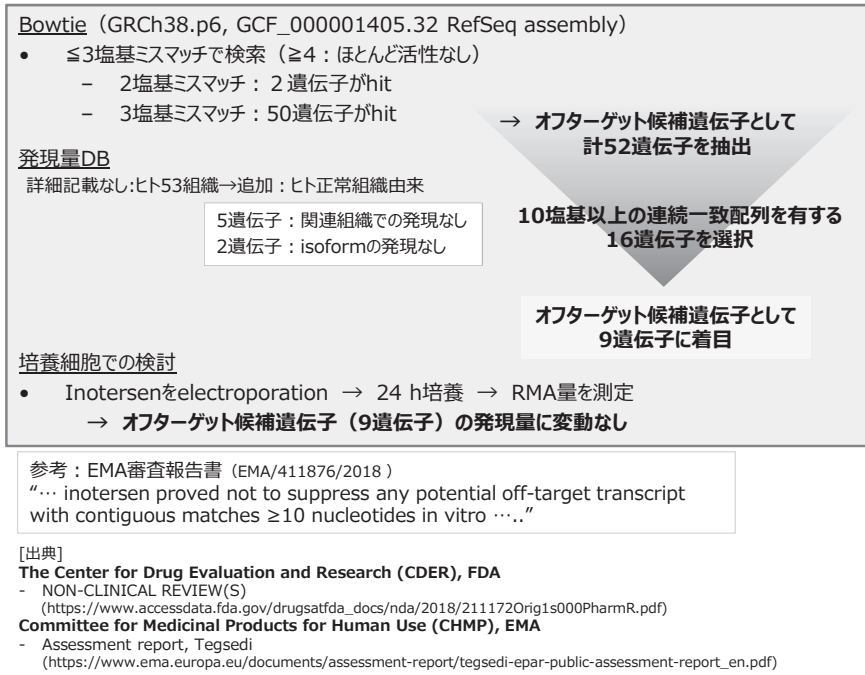 Bowtie（GRCh38.p6, GCF_000001405.32 RefSeq assembly）
• ≦3塩基ミスマッチで検索（≧4：ほとんど活性なし）
– 2塩基ミスマッチ：２遺伝子がhit
– 3塩基ミスマッチ：50遺伝子がhit
→ オフターゲット候補遺伝子として
計52遺伝子を抽出
発現量DB
詳細記載なし:ヒト53組織→追加：ヒト正常組織由来
5遺伝子：関連組織での発現なし
2遺伝子：isoformの発現なし
10塩基以上の連続一致配列を有する
16遺伝子を選択
オフターゲット候補遺伝子として
9遺伝子に着目
培養細胞での検討
• Inotersenをelectroporation → 24 h培養 → RMA量を測定
→ オフターゲット候補遺伝子（9遺伝子）の発現量に変動なし
参考：EMA審査報告書（EMA/411876/2018 ）
“… inotersen proved not to suppress any potential off-target transcript
with contiguous matches ≥10 nucleotides in vitro …..”
[出典]
The Center for Drug Evaluation and Research (CDER), FDA
- NON-CLINICAL REVIEW(S)
(https://www.accessdata.fda.gov/drugsatfda_docs/nda/2018/211172Orig1s000PharmR.pdf)
Committee for Medicinal Products for Human Use (CHMP), EMA
- Assessment report, Tegsedi
(https://www.ema.europa.eu/documents/assessment-report/tegsedi-epar-public-assessment-report_en.pdf)